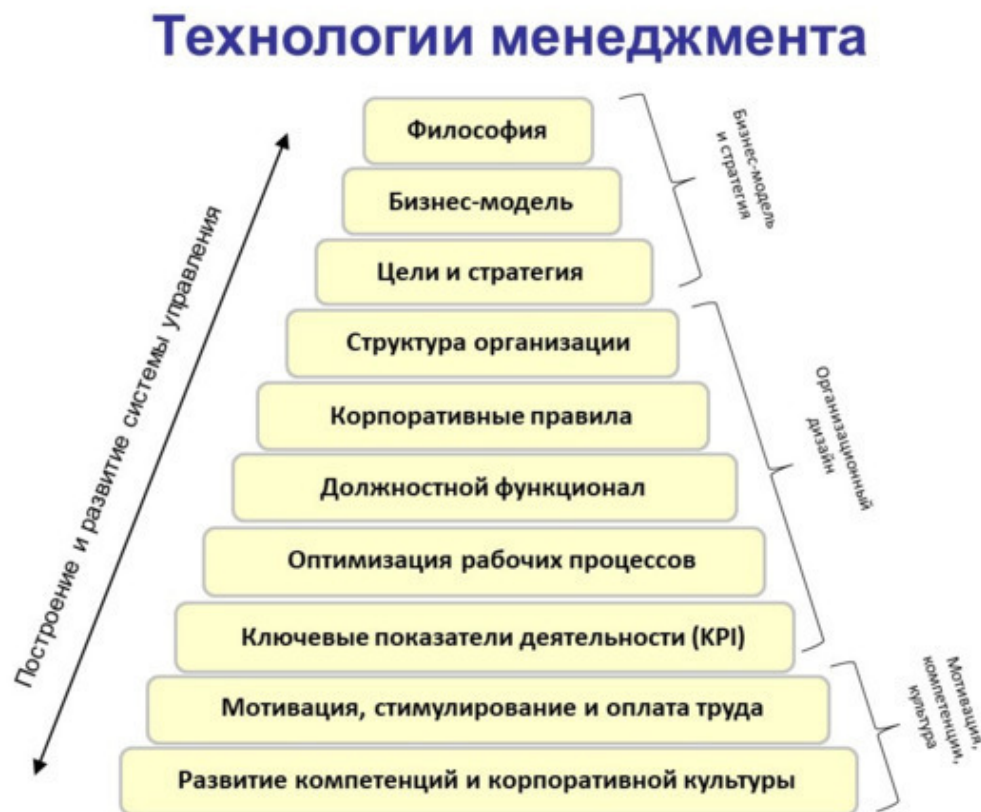 Технологии менеджмента
Философия
Бизнес-модель
Цели и стратегия
Структура организации
Корпоративные правила
Должностной функционал
Оптимизация рабочих процессов
Ключевые показатели деятельности (KPI)
Мотивация, стимулирование и оплата труда
Развитие компетенций и корпоративной культуры
Построение и развитие системы управления
Бизнес-модель
и стратегия
Организационный
дизайн
Мотивация,
компетенции,
культура